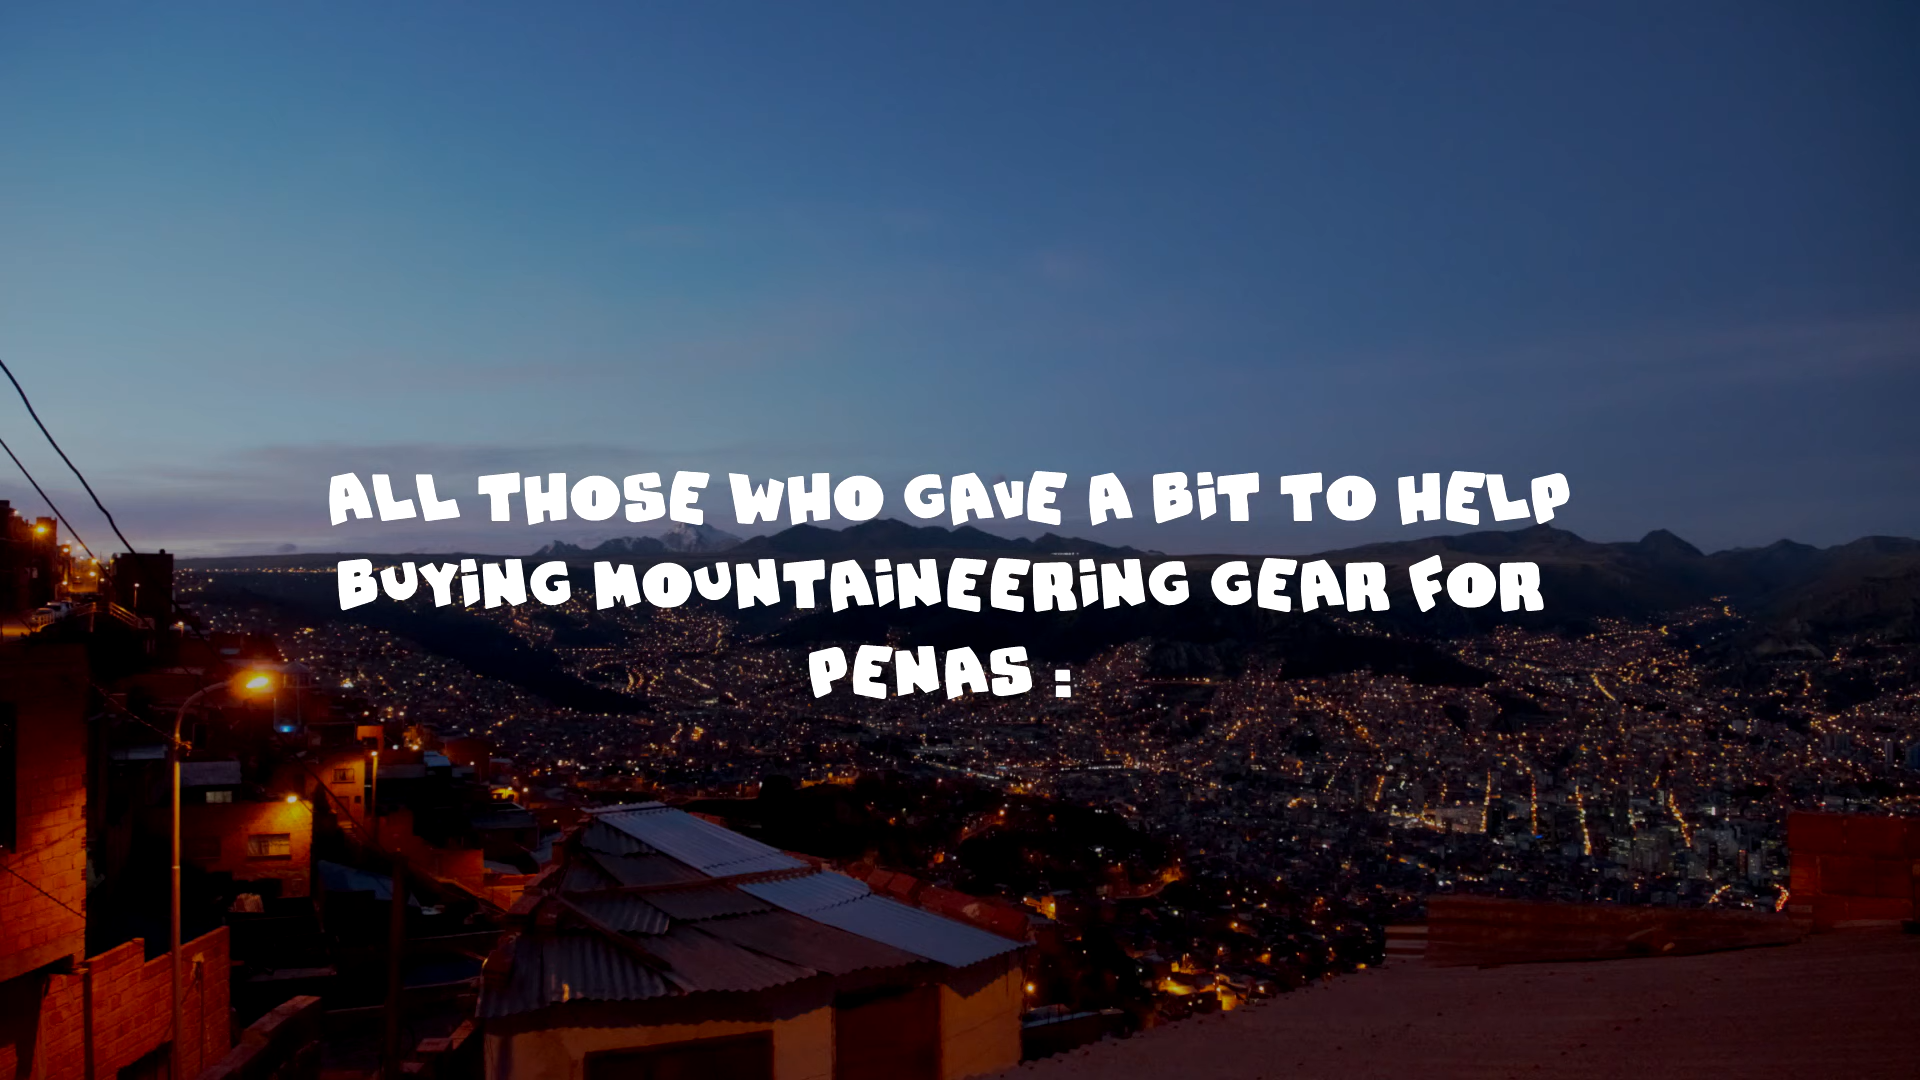 ALL THOSE WHO GAVE A BIT TO HELP
BUYING MOUNTAINEERING GEAR FOR
PENAS :